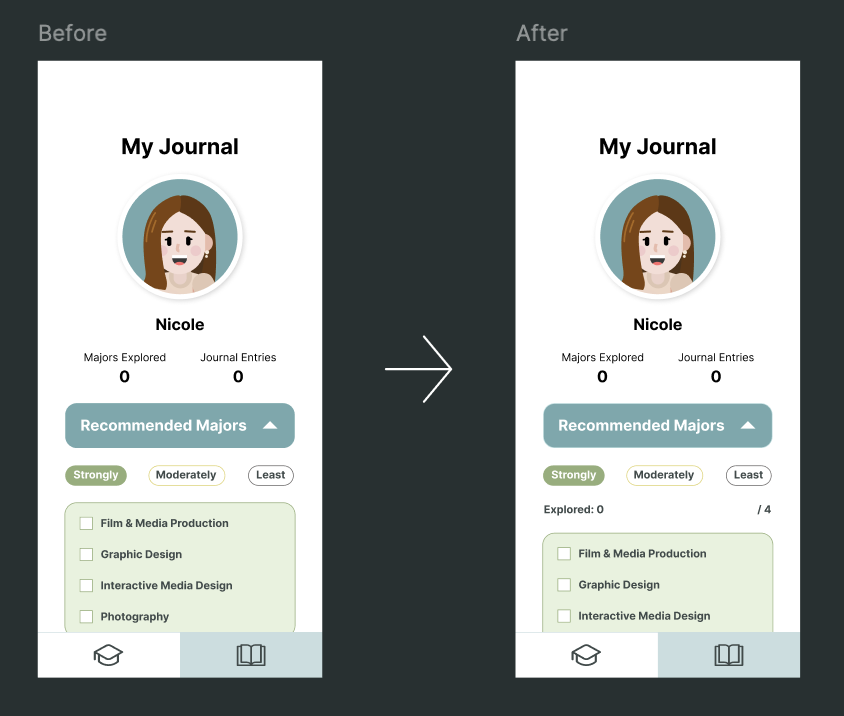 Before
My Journal
Nicole
Majors Explored Journal Entries
0 0
Recommended Majors
Strongly Moderately Least
Film & Media Production
Graphic Design
Interactive Media Design
Photography
After
My Journal
Nicole
Majors Explored Journal Entries
0 0
Recommended Majors
Strongly Moderately Least
Explored: 0 / 4
Film & Media Production
Graphic Design
Interactive Media Design